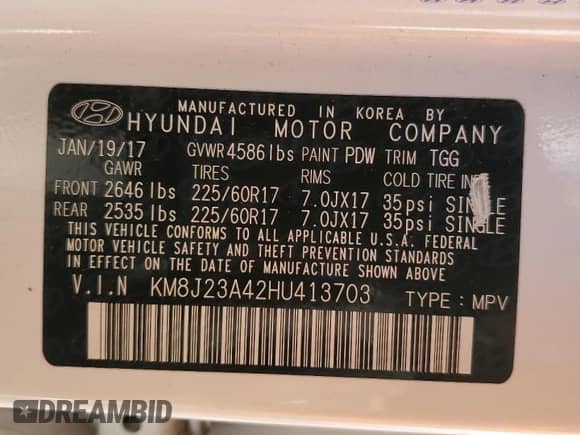 MANUFACTURED IN KOREA BY
HYUNDAI MOTOR COMPANY
JAN/19/17 GVWR 4586lbs PAINT PDW TRIM TGG
GAWR TIRES RIMS COLD TIRE
FRONT 2646 lbs 225/60R17 7.0JX17 35psi SINGLE
REAR 2535 lbs 225/60R17 7.0JX17 35psi SINGLE
THIS VEHICLE CONFORMS TO ALL APPLICABLE U.S.A. FEDERAL
MOTOR VEHICLE SAFETY AND THEFT PREVENTION STANDARDS
IN EFFECT ON THE DATE OF MANUFACTURE SHOWN ABOVE.
V.I.N KM8J23A42HU413703 TYPE : MPV
DREAMBID